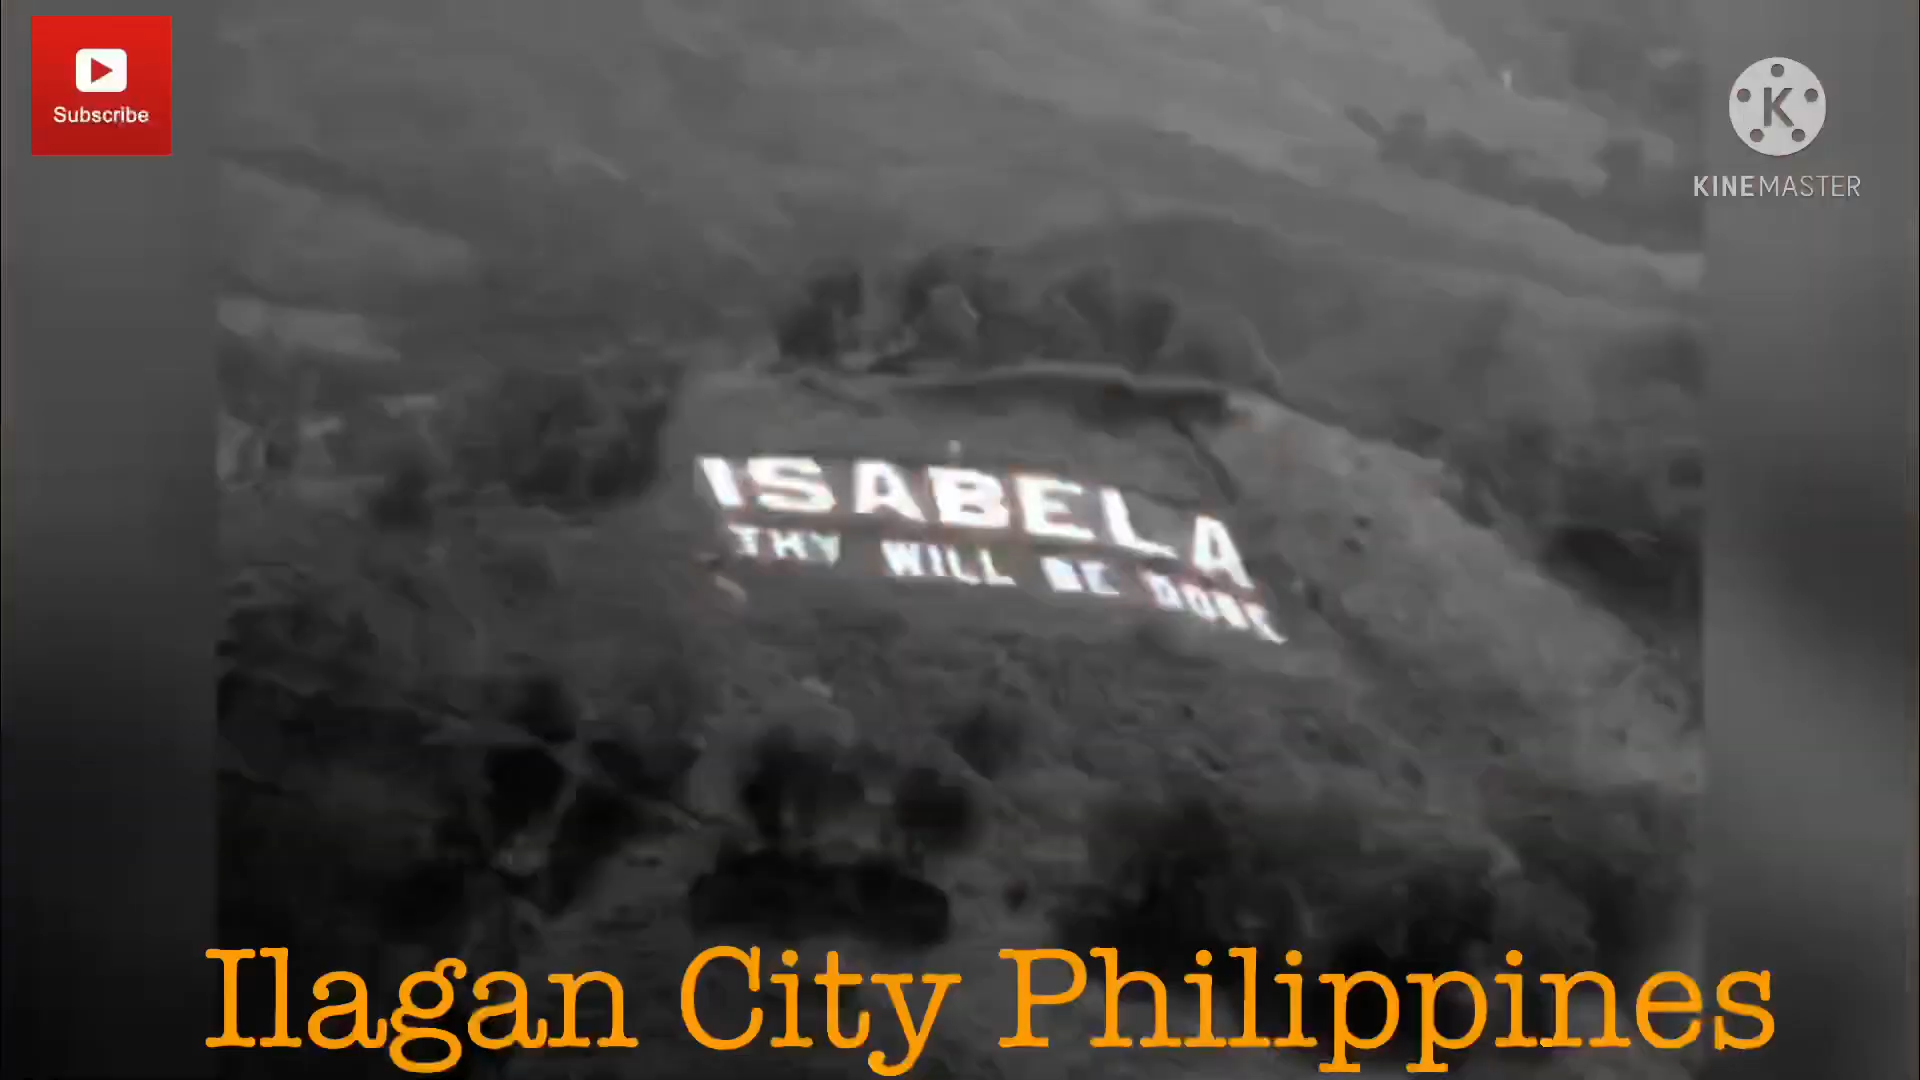 Subscribe
K
KINEMASTER
ISABELA
THY WILL BE DONE
Ilagan City Philippines